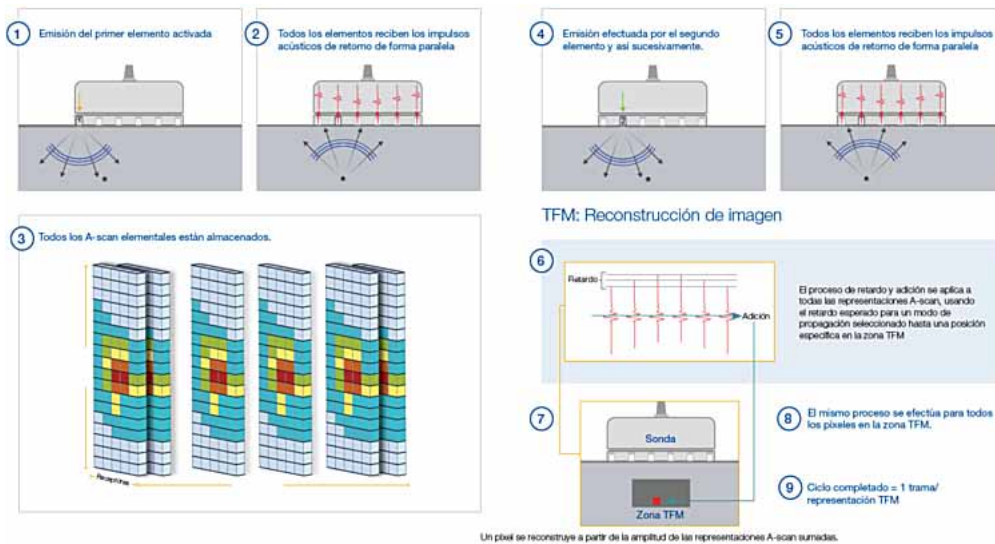 1 Emisión del primer elemento activada
2 Todos los elementos reciben los impulsos
acústicos de retorno de forma paralela
3 Todos los A-scan elementales están almacenados.
Receptores
4 Emisión efectuada por el segundo
elemento y asi sucesivamente.
5 Todos los elementos reciben los impulsos
acústicos de retorno de forma paralela
TFM: Reconstrucción de imagen
6
Retardo
Adición
El proceso de retardo y adición se aplica a
todas las representaciones A-scan, usando
el retardo esperado para un modo de
propagación seleccionado hasta una posición
específica en la zona TFM
7
Sonda
Zona TFM
8 El mismo proceso se efectúa para todos
los pixeles en la zona TFM.
9 Ciclo completado = 1 trama/
representación TFM
Un pixel se reconstruye a partir de la amplitud de las representaciones A-scan sumadas.